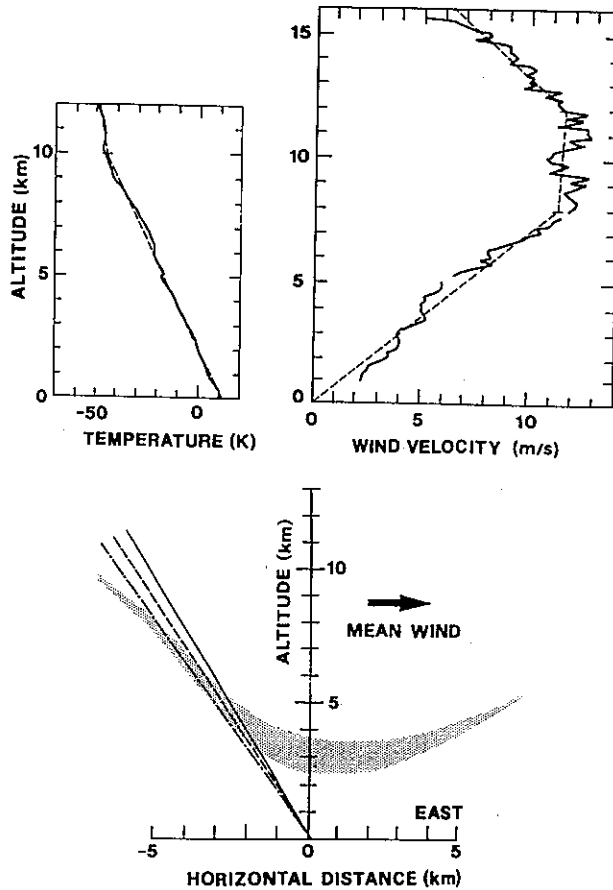 ALTITUDE (km)
10
5
0
-50
0
TEMPERATURE (K)
15
10
5
0
0
5
10
WIND VELOCITY (m/s)
ALTITUDE (km)
10
5
MEAN WIND
EAST
-5
0
5
HORIZONTAL DISTANCE (km)